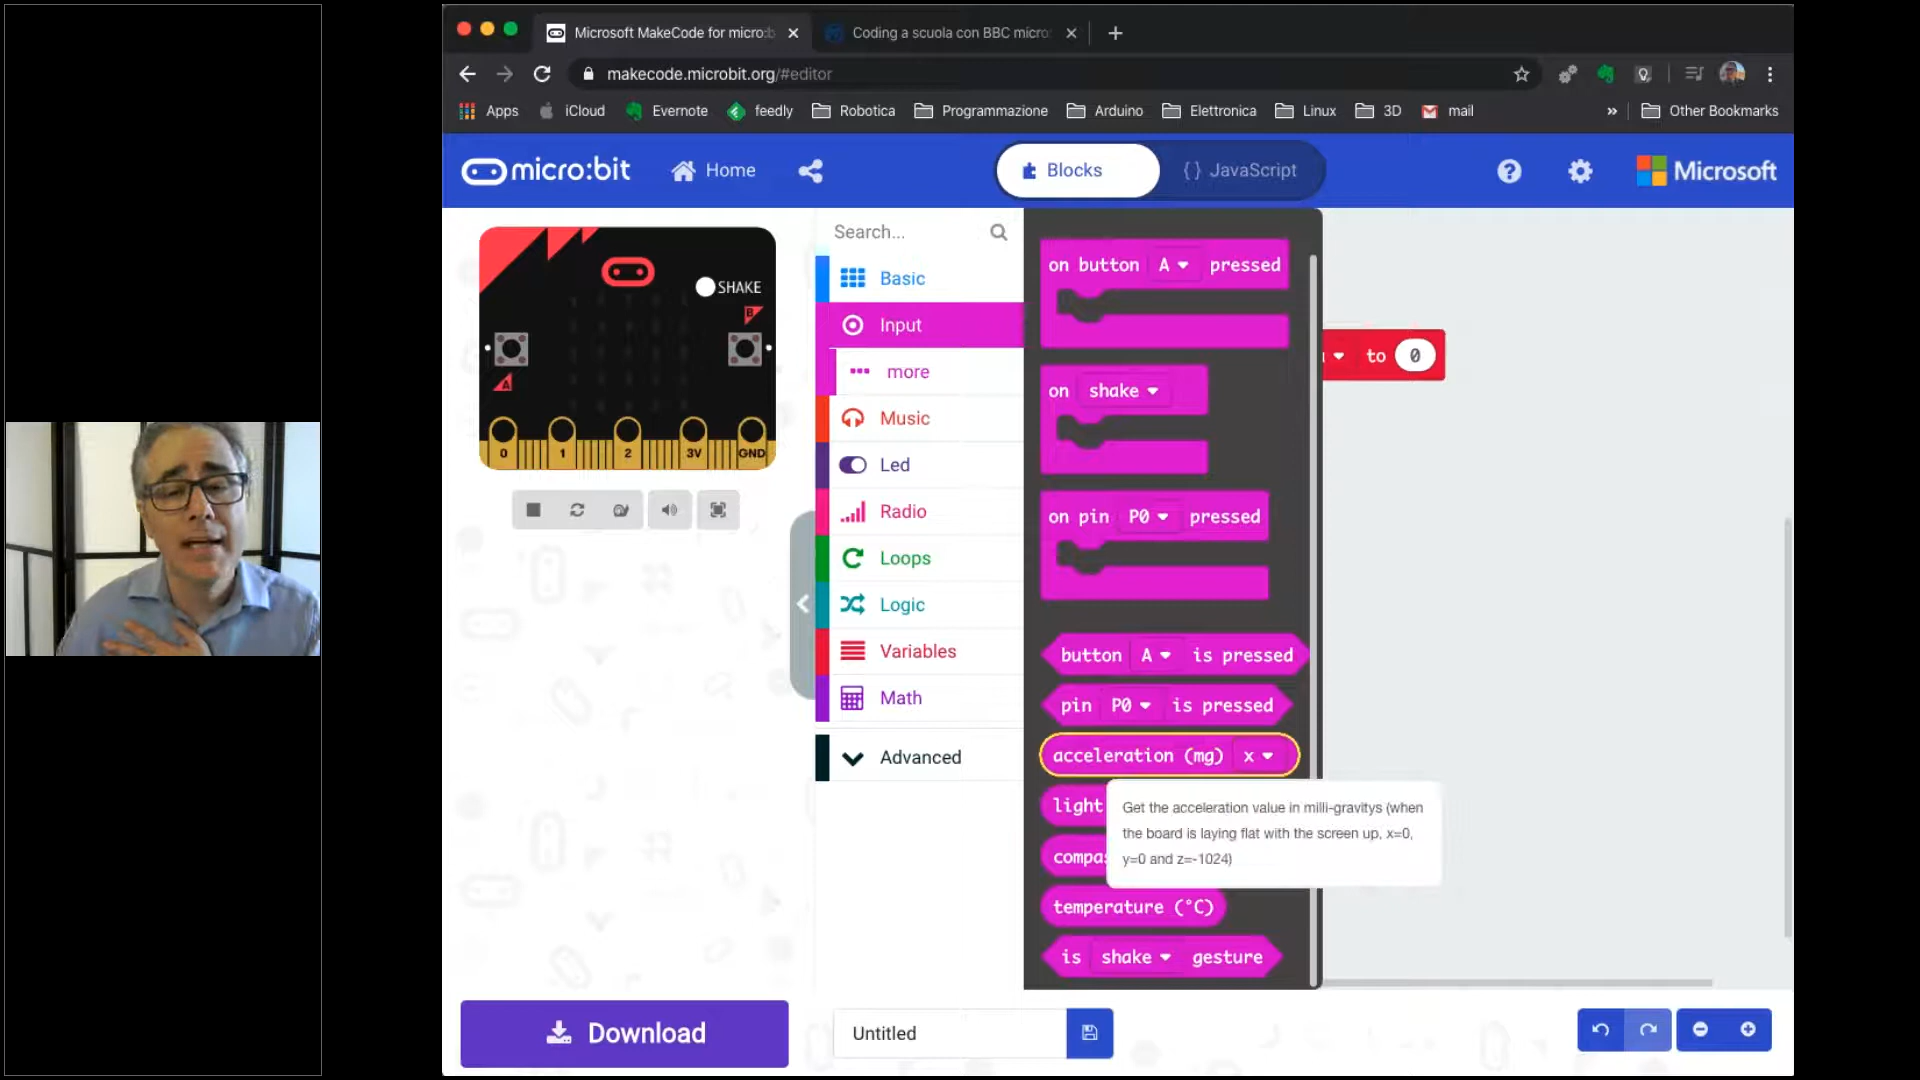 Microsoft MakeCode for micro:b
Coding a scuola con BBC micro:
makecode.microbit.org/#editor
Apps iCloud Evernote feedly Robotica Programmazione Arduino Elettronica Linux 3D mail » Other Bookmarks
micro:bit Home Blocks {} JavaScript Microsoft
SHAKE
B
A
0 1 2 3V GND
Search...
Basic
Input
more
Music
Led
Radio
Loops
Logic
Variables
Math
Advanced
on button A pressed
on shake
on pin P0 pressed
button A is pressed
pin P0 is pressed
acceleration (mg) x
light
compas
temperature (°C)
is shake gesture
Get the acceleration value in milli-gravitys (when
the board is laying flat with the screen up, x=0,
y=0 and z=-1024)
to 0
Download
Untitled